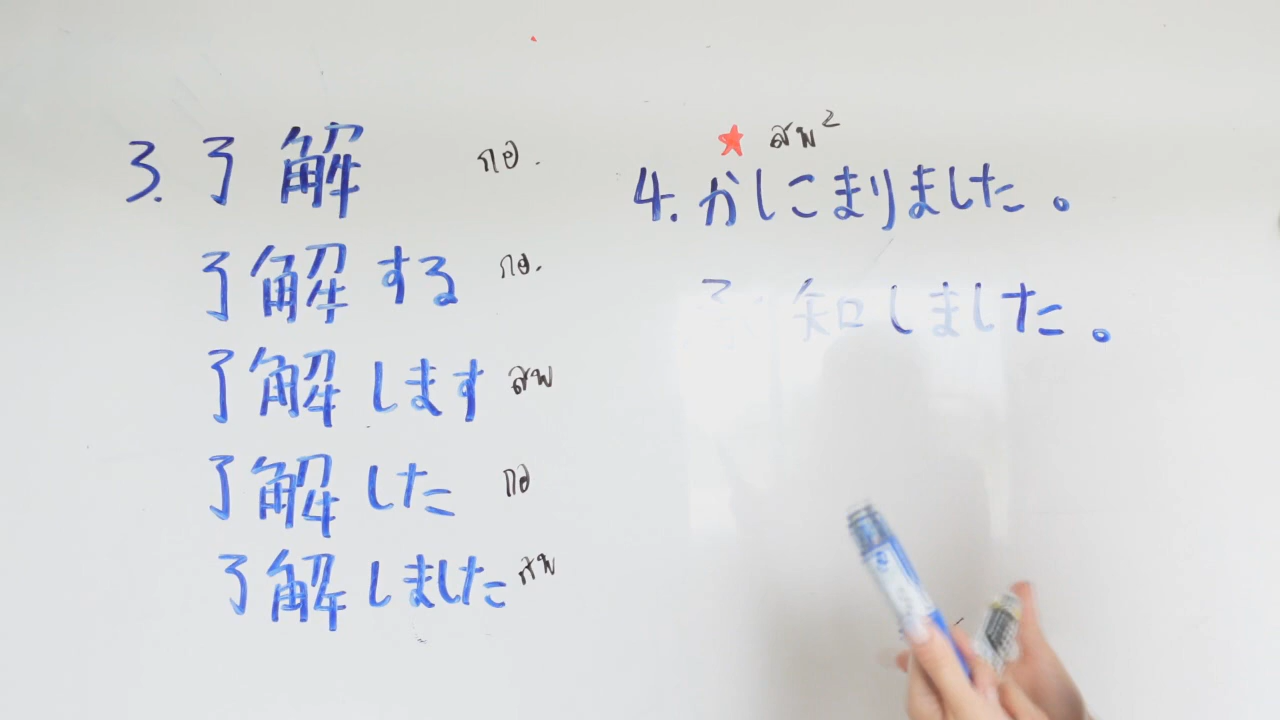 3. 了解 กอ.
了解する กอ.
了解します สพ
了解した กอ
了解しました สพ
★ สพ²
4. かしこまりました。
知しました。